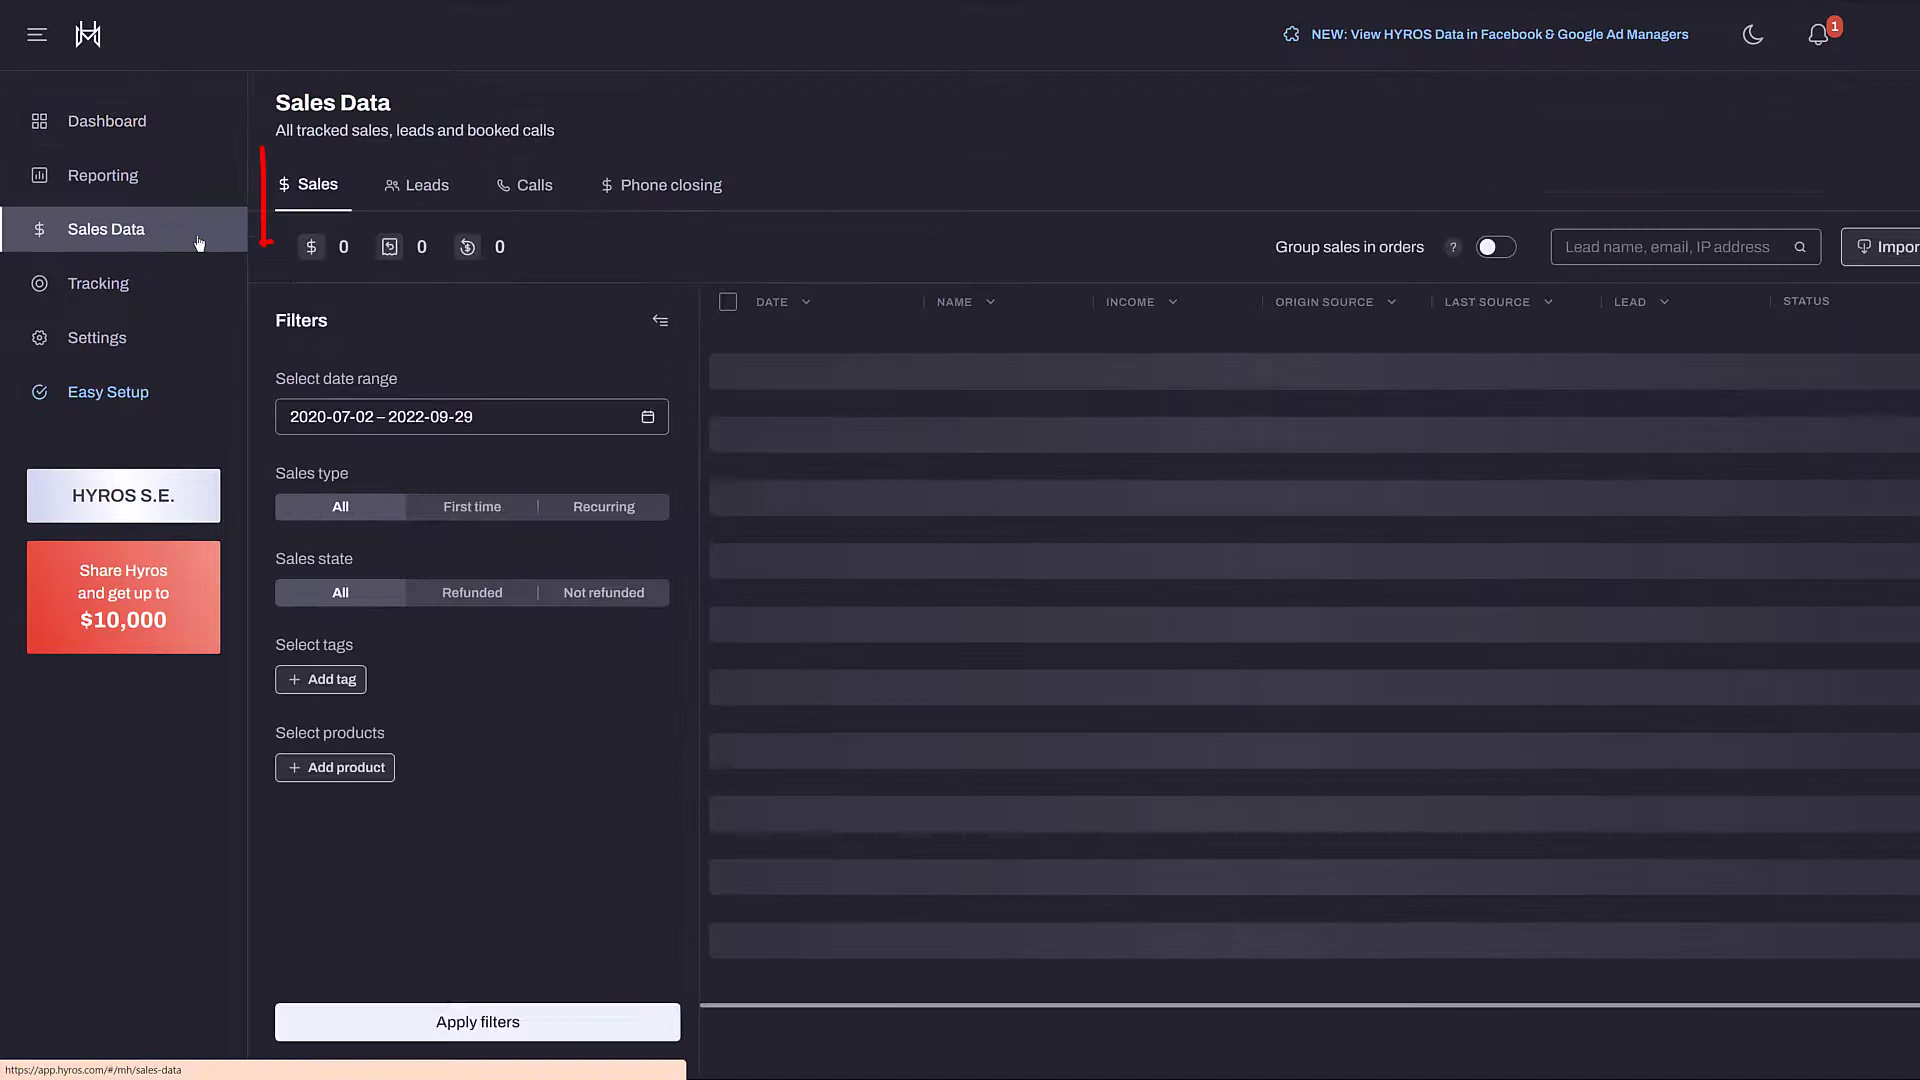 NEW: View HYROS Data in Facebook & Google Ad Managers
1
Dashboard
Reporting
Sales Data
Tracking
Settings
Easy Setup
HYROS S.E.
Share Hyros
and get up to
$10,000
Sales Data
All tracked sales, leads and booked calls
$ Sales
Leads
Calls
$ Phone closing
$ 0
0
0
Group sales in orders ?
Lead name, email, IP address
Impor
Filters
Select date range
2020-07-02 – 2022-09-29
Sales type
All
First time
Recurring
Sales state
All
Refunded
Not refunded
Select tags
+ Add tag
Select products
+ Add product
Apply filters
DATE
NAME
INCOME
ORIGIN SOURCE
LAST SOURCE
LEAD
STATUS
https://app.hyros.com/#/mh/sales-data